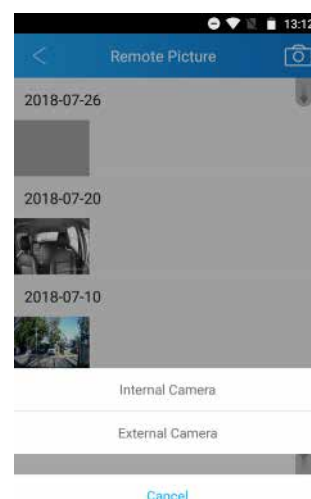 13:12
Remote Picture
2018-07-26
2018-07-20
2018-07-10
Internal Camera
External Camera
Cancel